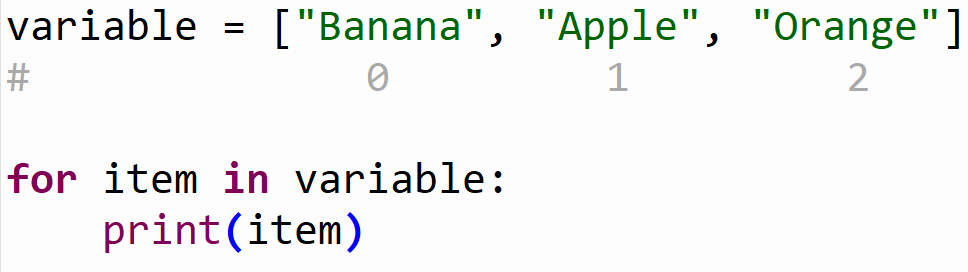 variable = ["Banana", "Apple", "Orange"]
#              0         1         2
for item in variable:
    print(item)